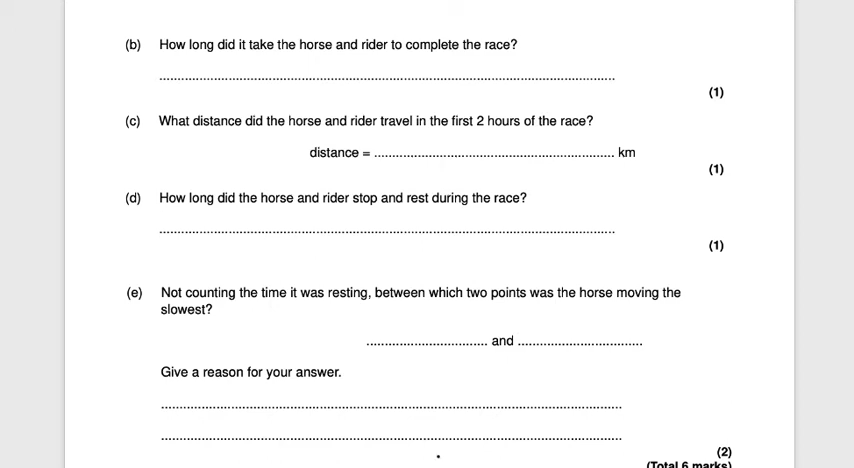 (b) How long did it take the horse and rider to complete the race?
....................................................................................................
(1)
(c) What distance did the horse and rider travel in the first 2 hours of the race?
distance = .................................................................. km
(1)
(d) How long did the horse and rider stop and rest during the race?
....................................................................................................
(1)
(e) Not counting the time it was resting, between which two points was the horse moving the
slowest?
................................. and ..................................
Give a reason for your answer.
....................................................................................................
....................................................................................................
(2)
(Total 6 marks)